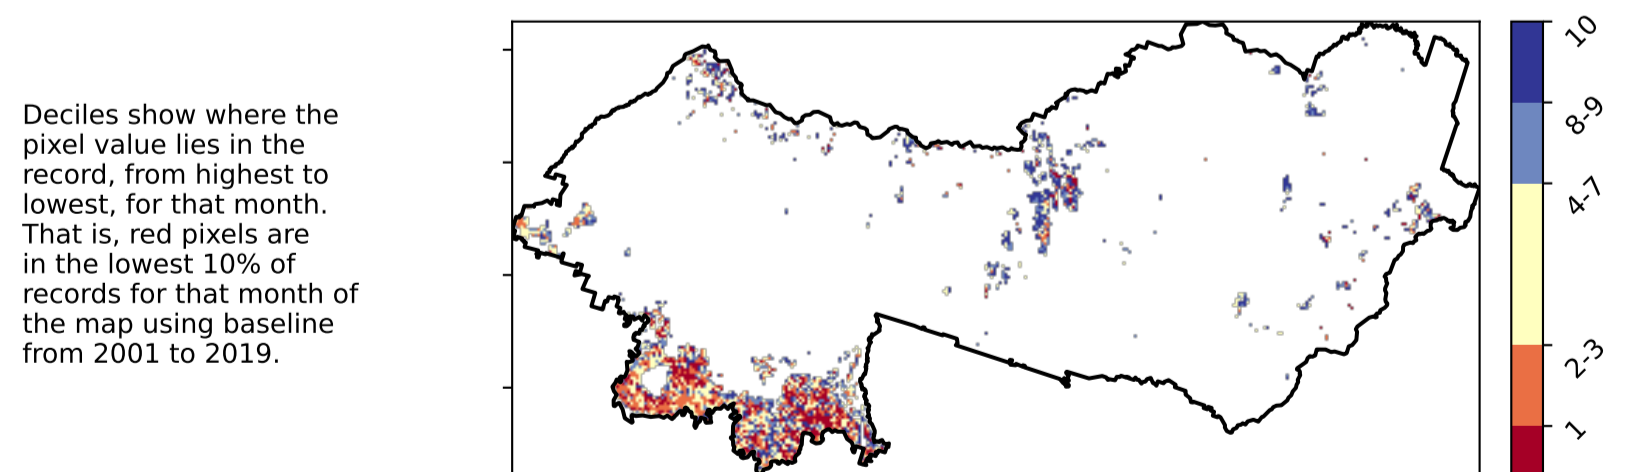 Deciles show where the
pixel value lies in the
record, from highest to
lowest, for that month.
That is, red pixels are
in the lowest 10% of
records for that month of
the map using baseline
from 2001 to 2019.
10
8-9
4-7
2-3
1